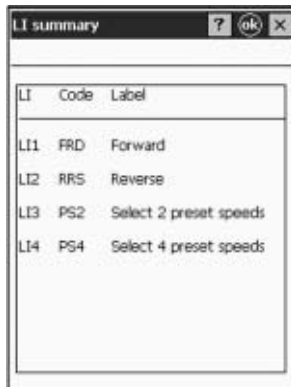 LI summary ? ok ×
LI Code Label
LI1 FRD Forward
LI2 RRS Reverse
LI3 PS2 Select 2 preset speeds
LI4 PS4 Select 4 preset speeds